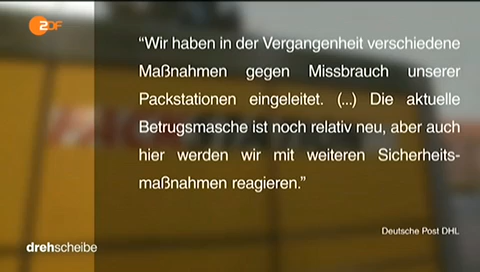 ZDF
"Wir haben in der Vergangenheit verschiedene
Maßnahmen gegen Missbrauch unserer
Packstationen eingeleitet. (...) Die aktuelle
Betrugsmasche ist noch relativ neu, aber auch
hier werden wir mit weiteren Sicherheits-
maßnahmen reagieren."
Deutsche Post DHL
drehscheibe